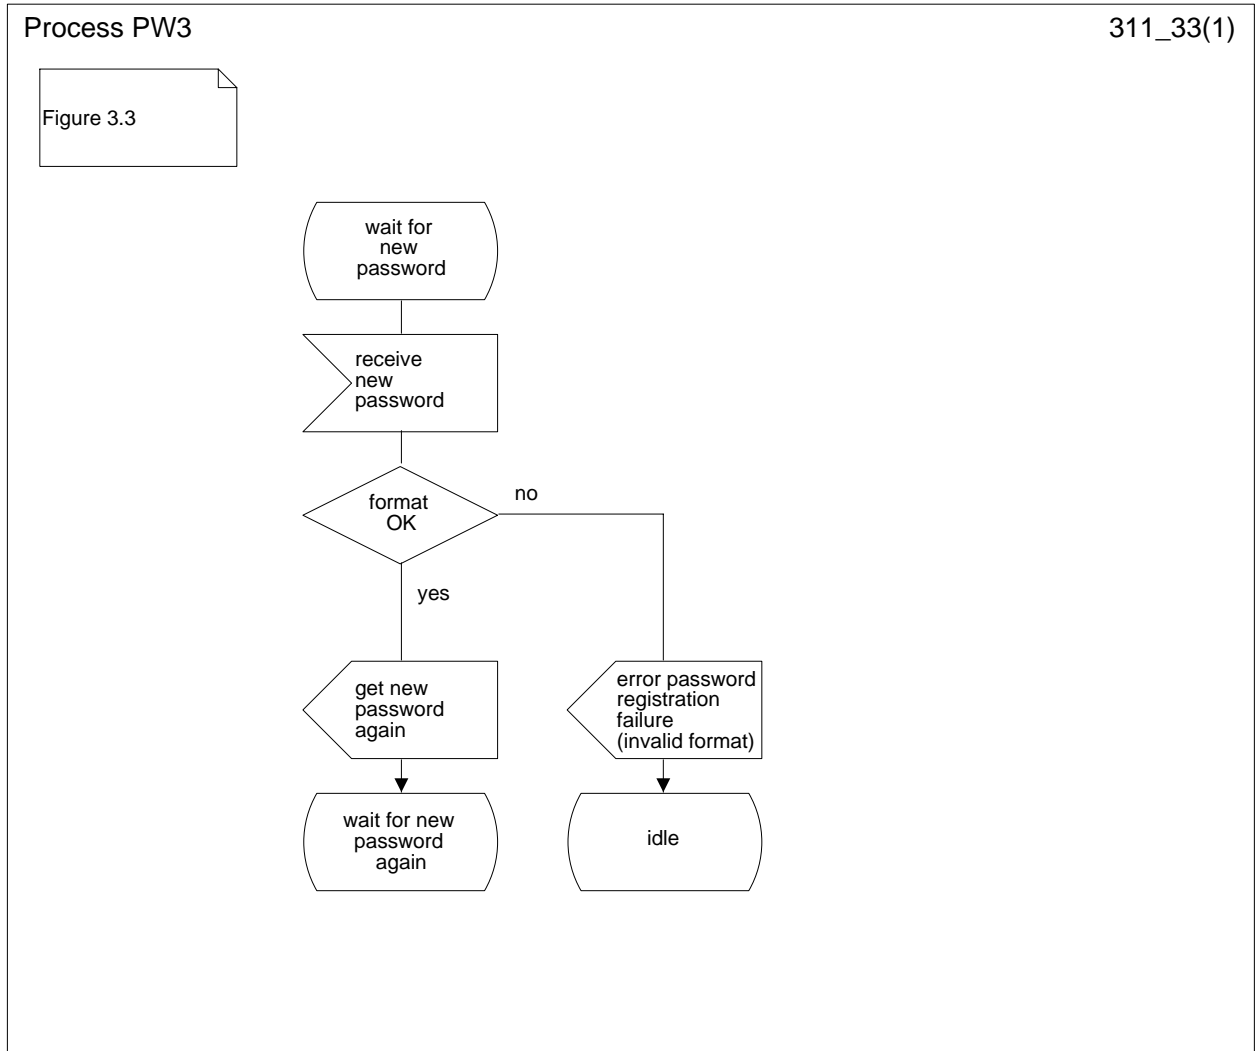 Process PW3
311_33(1)
Figure 3.3
wait for
new
password
receive
new
password
format
OK
no
yes
get new
password
again
error password
registration
failure
(invalid format)
wait for new
password
again
idle